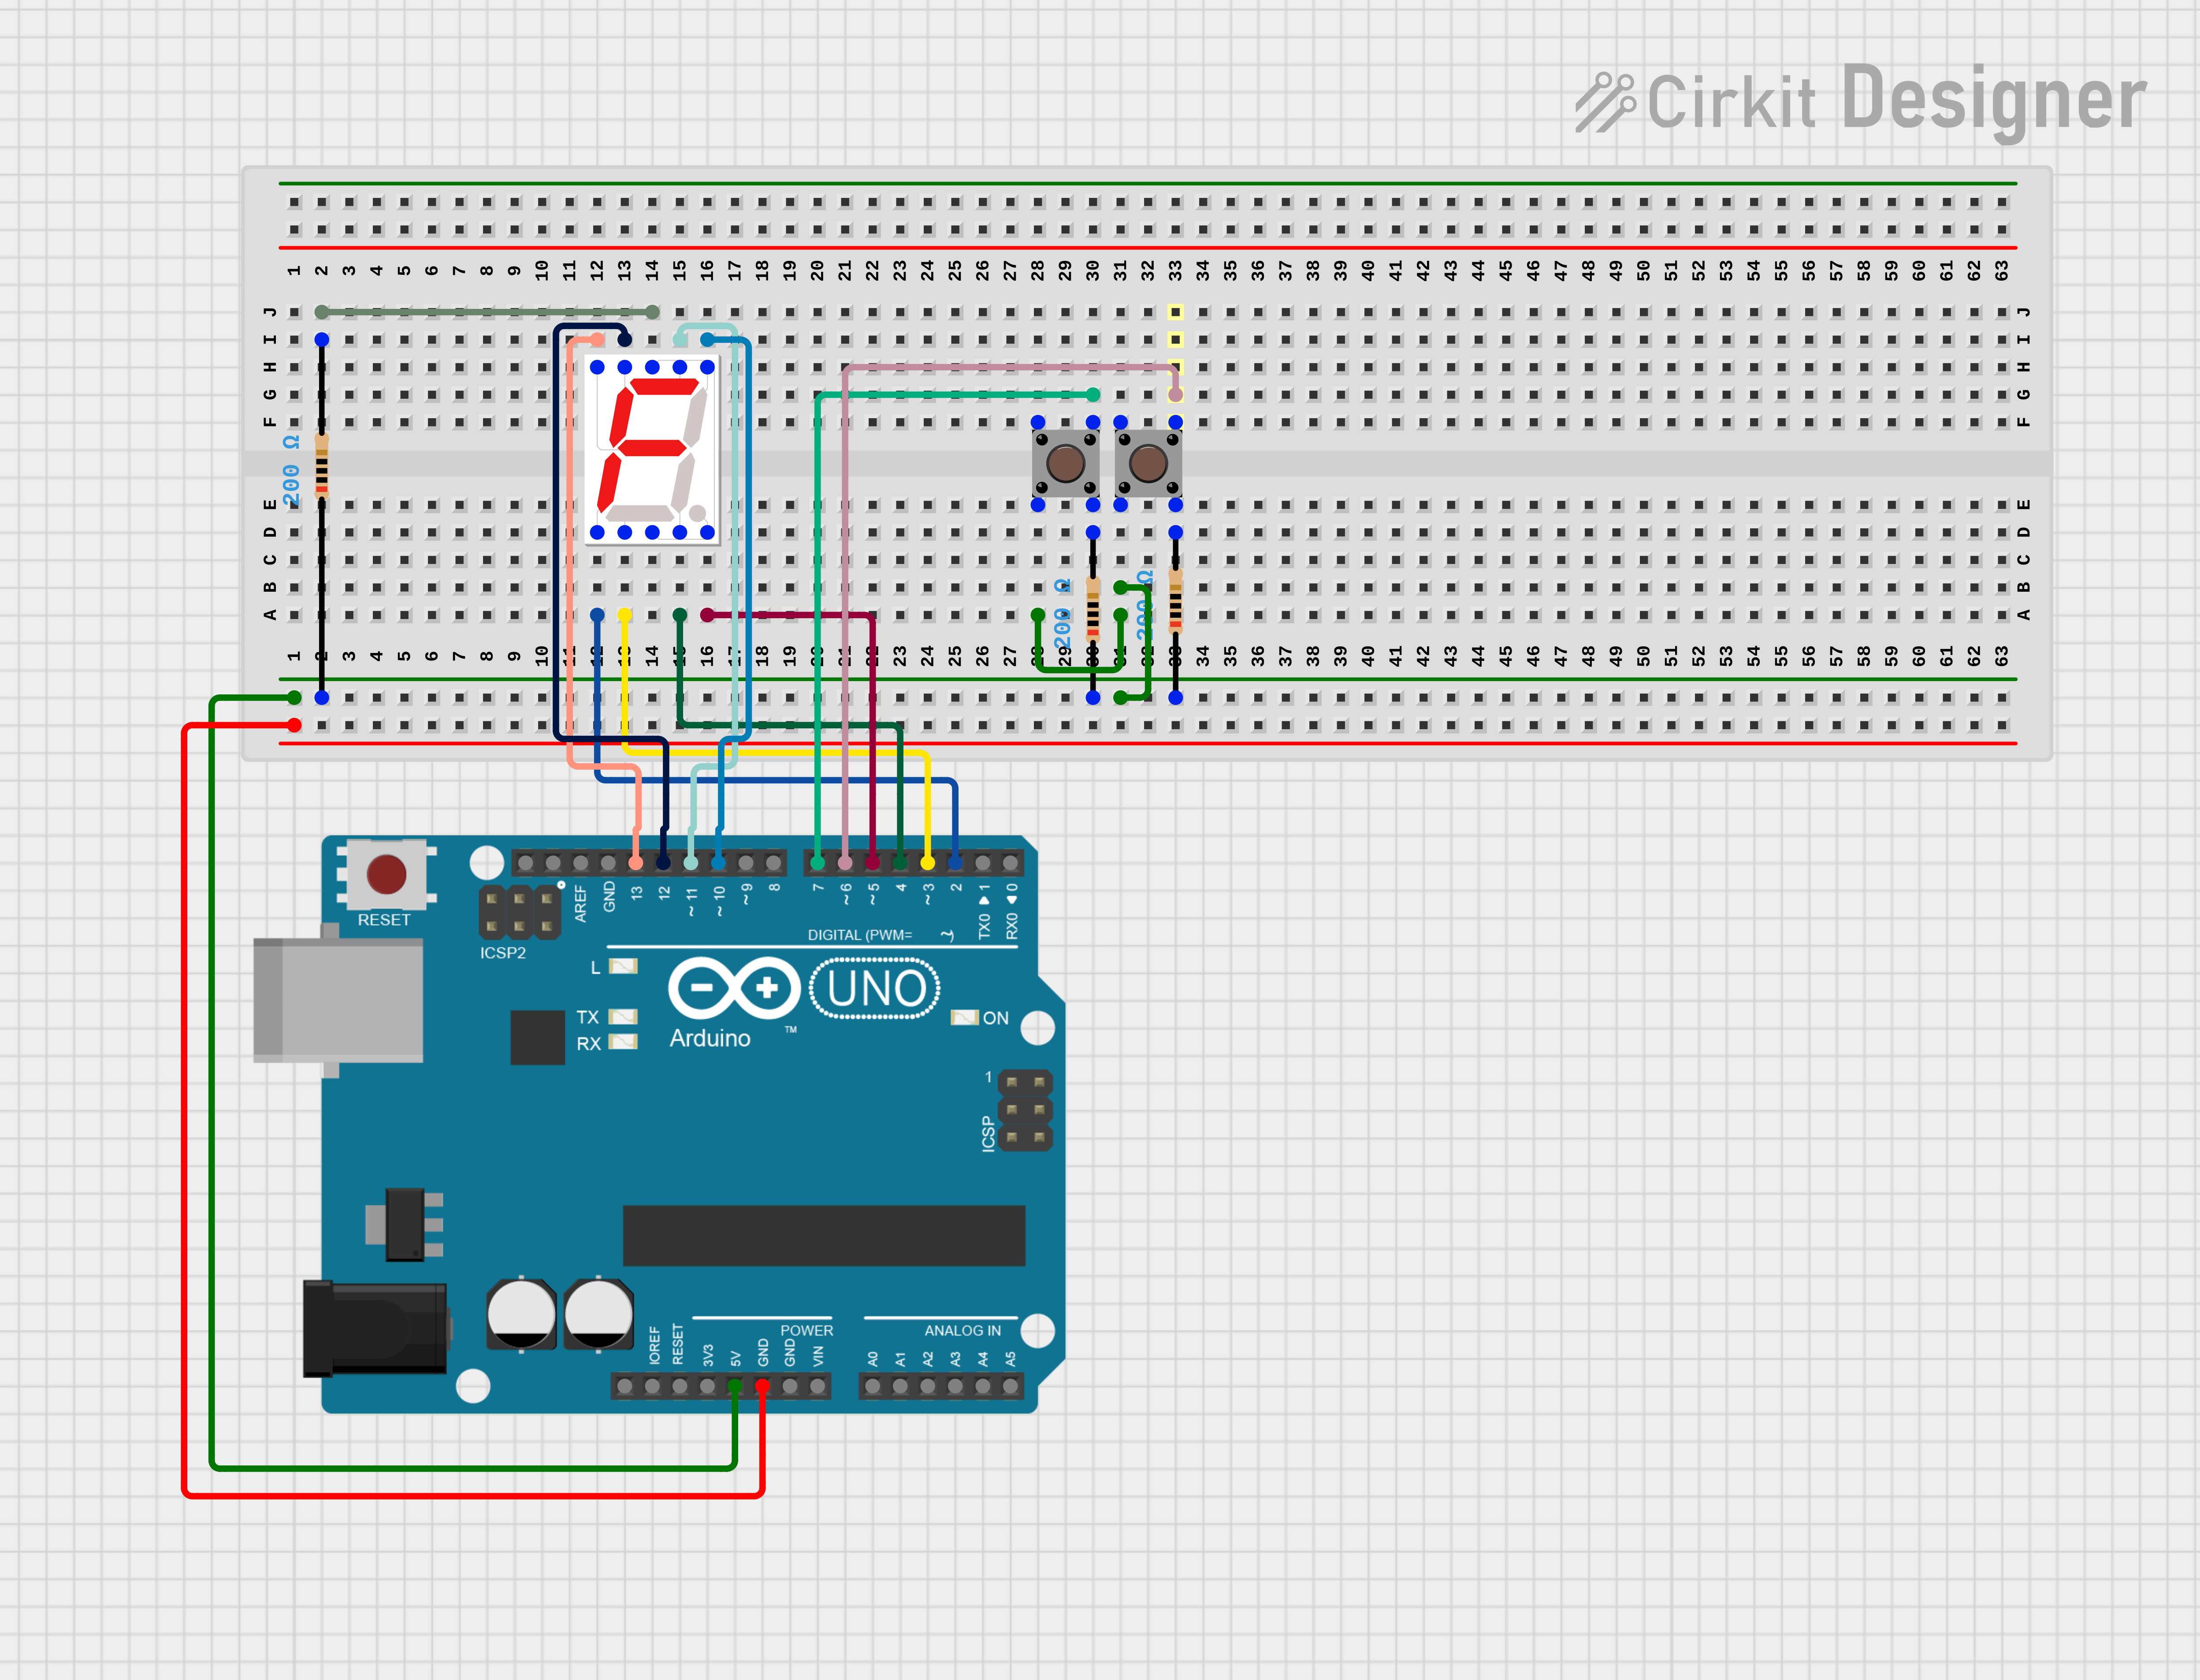 Cirkit Designer
1 2 3 4 5 6 7 8 9 10 11 12 13 14 15 16 17 18 19 20 21 22 23 24 25 26 27 28 29 30 31 32 33 34 35 36 37 38 39 40 41 42 43 44 45 46 47 48 49 50 51 52 53 54 55 56 57 58 59 60 61 62 63
J J
I I
H H
G G
F F
200 Ω
E E
D D
C C
B B
200 Ω
200 Ω
A A
1 2 3 4 5 6 7 8 9 10 11 12 13 14 15 16 17 18 19 20 21 22 23 24 25 26 27 28 29 30 31 32 33 34 35 36 37 38 39 40 41 42 43 44 45 46 47 48 49 50 51 52 53 54 55 56 57 58 59 60 61 62 63
RESET
ICSP2
AREF GND 13 12 ~11 ~10 ~9 8 7 ~6 ~5 4 ~3 2 TX0▶1 RX0◀0
DIGITAL (PWM= ~)
L
TX
RX
Arduino ™
UNO
ON
1
ICSP
POWER
ANALOG IN
IOREF RESET 3V3 5V GND GND VIN A0 A1 A2 A3 A4 A5